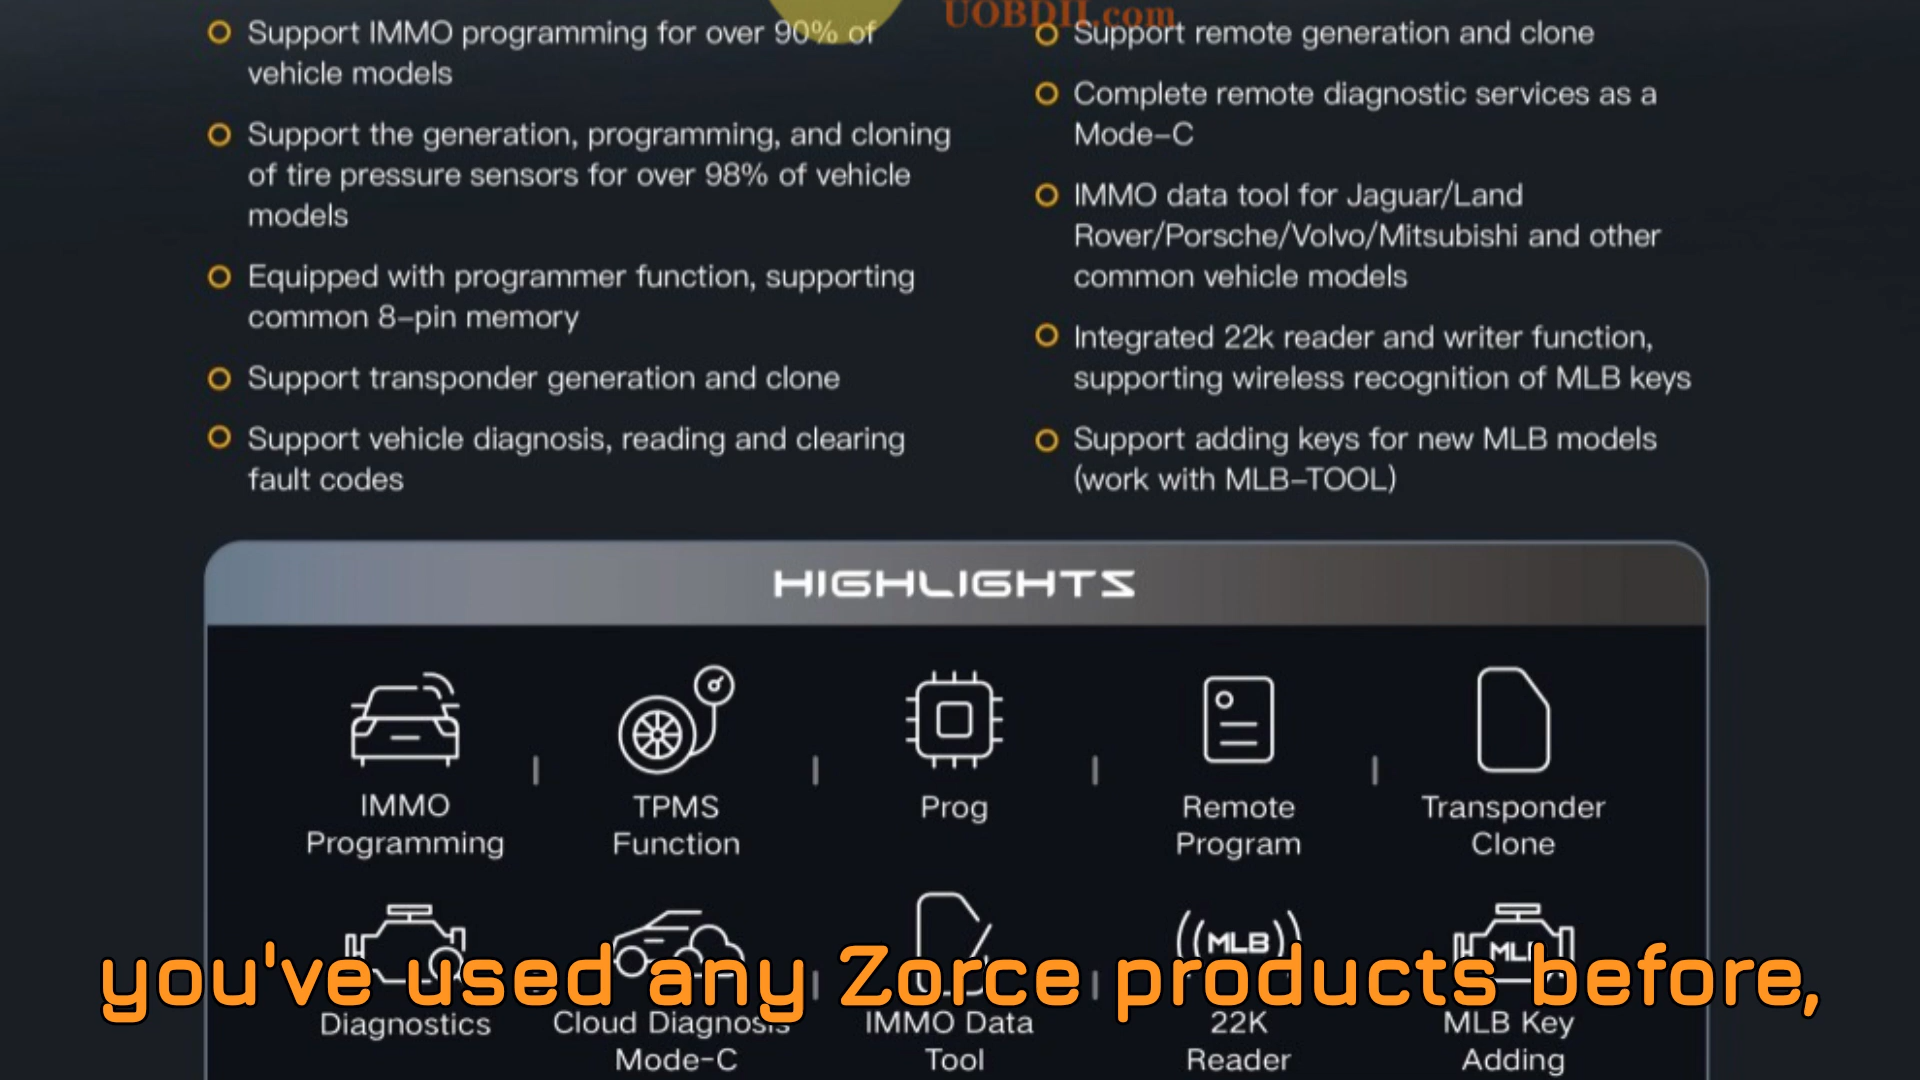 UOBDII.com
Support IMMO programming for over 90% of
vehicle models
Support the generation, programming, and cloning
of tire pressure sensors for over 98% of vehicle
models
Equipped with programmer function, supporting
common 8-pin memory
Support transponder generation and clone
Support vehicle diagnosis, reading and clearing
fault codes
Support remote generation and clone
Complete remote diagnostic services as a
Mode-C
IMMO data tool for Jaguar/Land
Rover/Porsche/Volvo/Mitsubishi and other
common vehicle models
Integrated 22k reader and writer function,
supporting wireless recognition of MLB keys
Support adding keys for new MLB models
(work with MLB-TOOL)
HIGHLIGHTS
IMMO
Programming
TPMS
Function
Prog
Remote
Program
Transponder
Clone
MLB
MLB
you've used any Zorce products before,
Diagnostics
Cloud Diagnosis
Mode-C
IMMO Data
Tool
22K
Reader
MLB Key
Adding